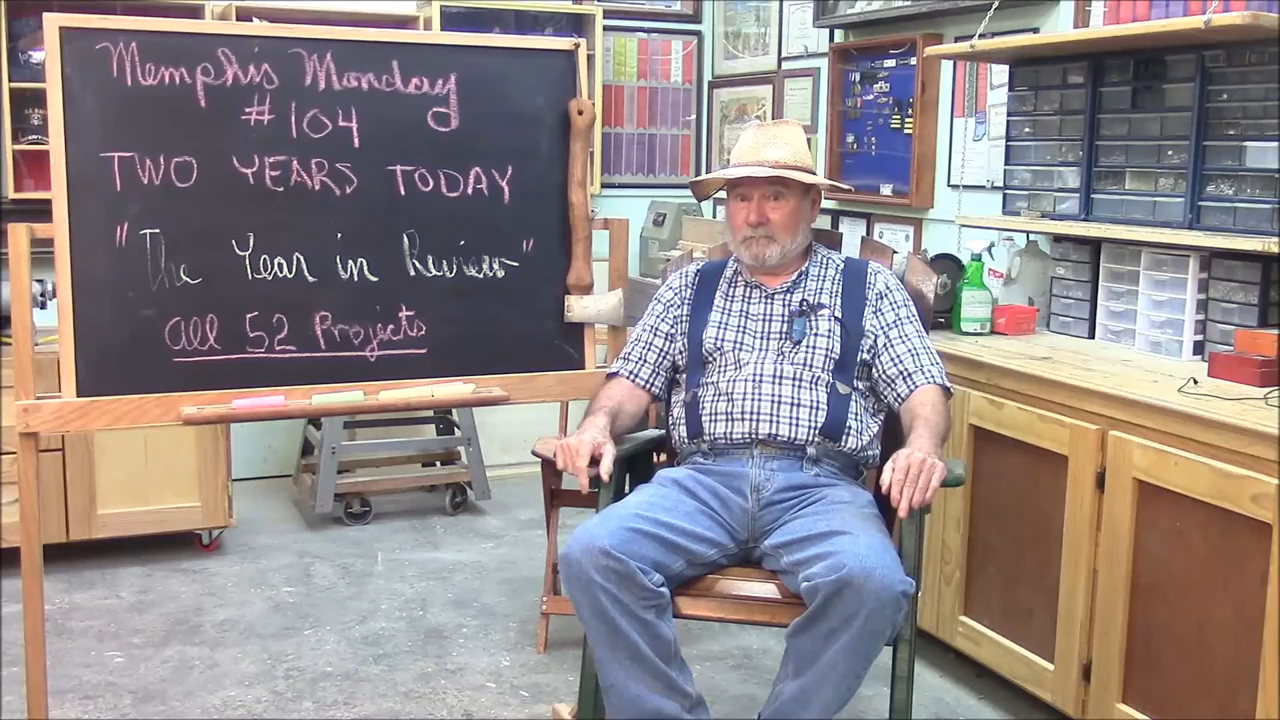 Memphis Monday
# 104
TWO YEARS TODAY
"The Year in Review"
All 52 Projects